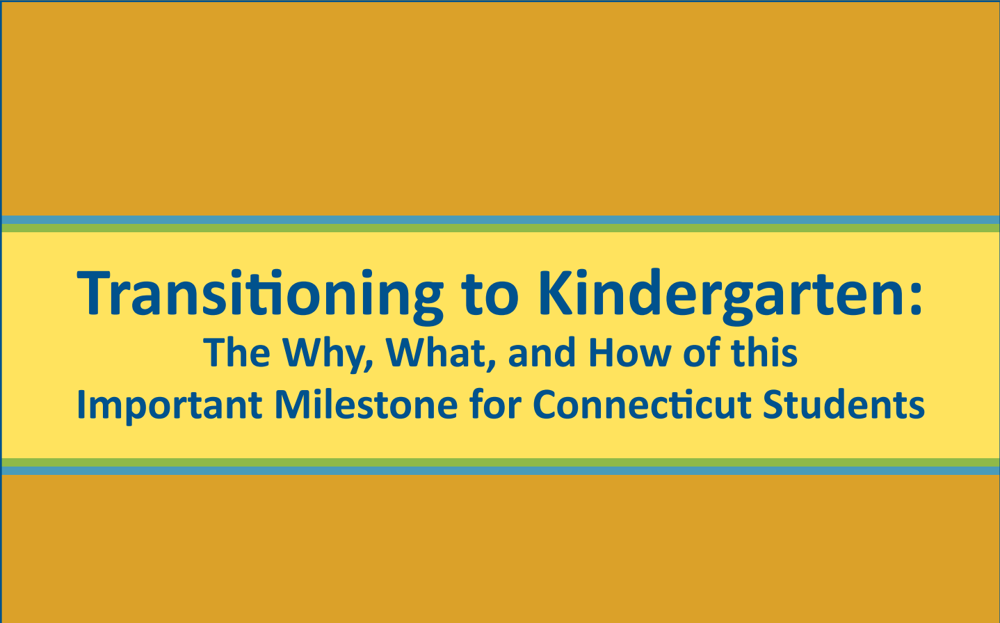 Transitioning to Kindergarten:
The Why, What, and How of this
Important Milestone for Connecticut Students